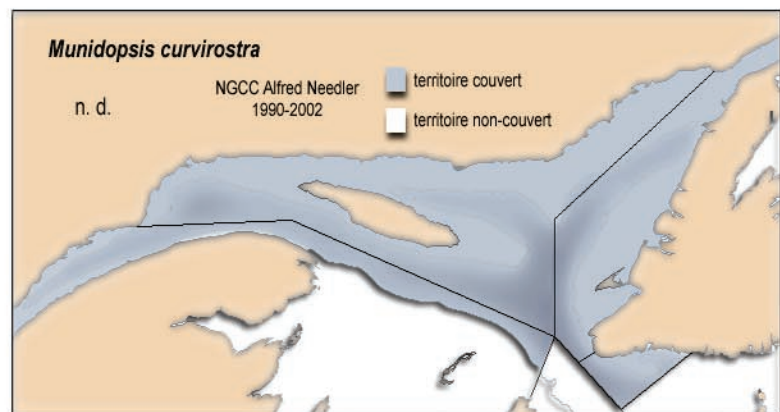 Munidopsis curvirostra
n. d.
NGCC Alfred Needler
1990-2002
territoire couvert
territoire non-couvert